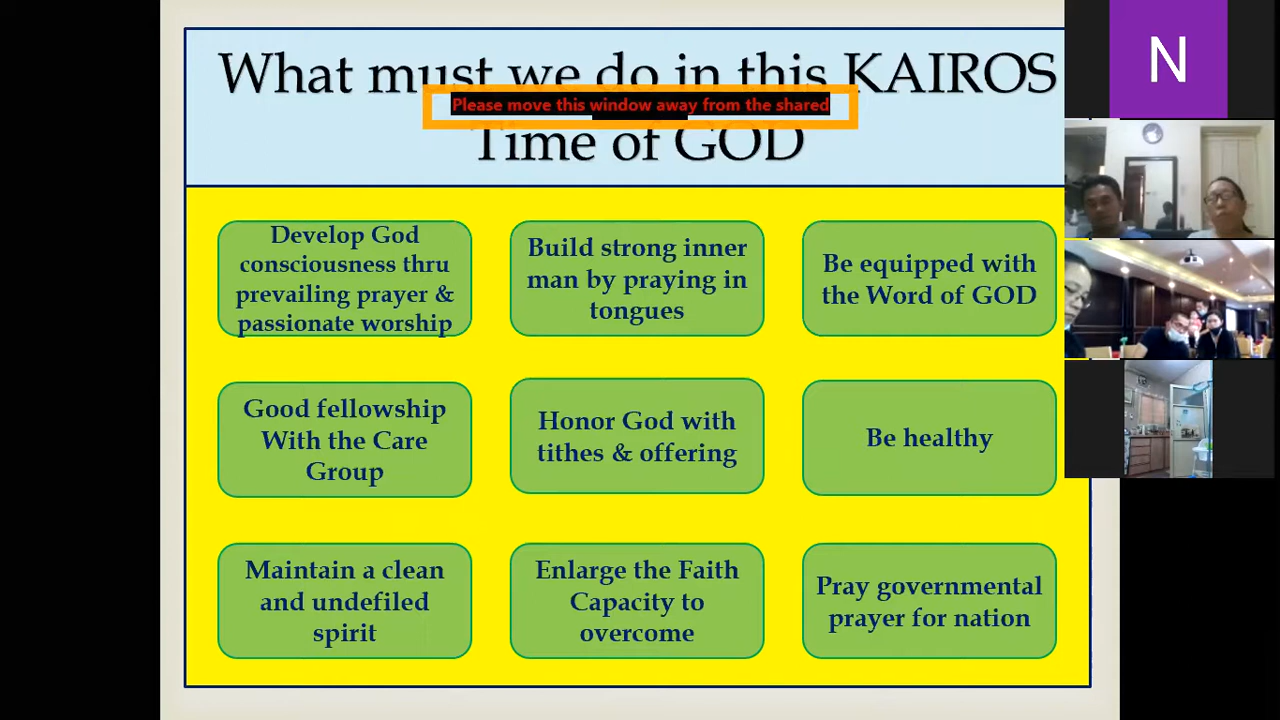 What must we do in this KAIROS
Please move this window away from the shared
Time of GOD
N
Develop God
consciousness thru
prevailing prayer &
passionate worship
Build strong inner
man by praying in
tongues
Be equipped with
the Word of GOD
Good fellowship
With the Care
Group
Honor God with
tithes & offering
Be healthy
Maintain a clean
and undefiled
spirit
Enlarge the Faith
Capacity to
overcome
Pray governmental
prayer for nation